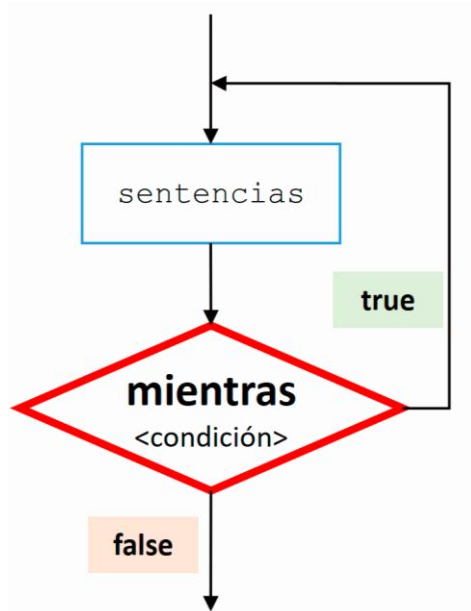 sentencias
true
mientras
<condición>
false